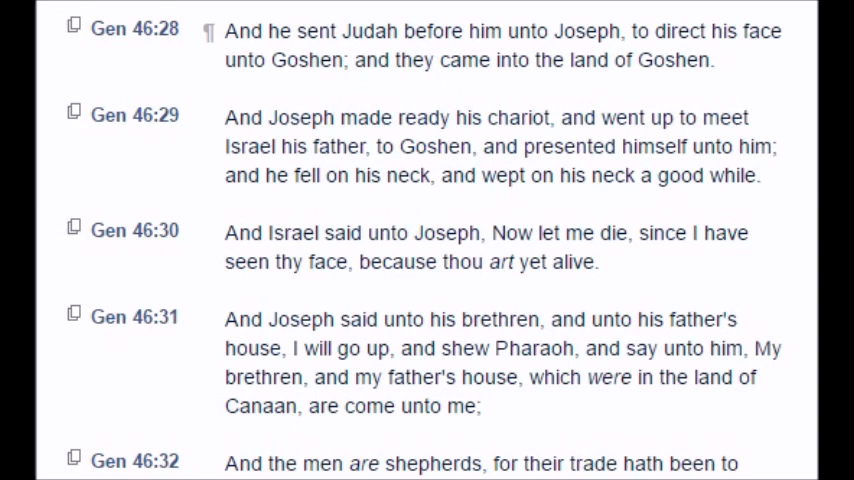 Gen 46:28 ¶ And he sent Judah before him unto Joseph, to direct his face
unto Goshen; and they came into the land of Goshen.
Gen 46:29 And Joseph made ready his chariot, and went up to meet
Israel his father, to Goshen, and presented himself unto him;
and he fell on his neck, and wept on his neck a good while.
Gen 46:30 And Israel said unto Joseph, Now let me die, since I have
seen thy face, because thou art yet alive.
Gen 46:31 And Joseph said unto his brethren, and unto his father's
house, I will go up, and shew Pharaoh, and say unto him, My
brethren, and my father's house, which were in the land of
Canaan, are come unto me;
Gen 46:32 And the men are shepherds, for their trade hath been to